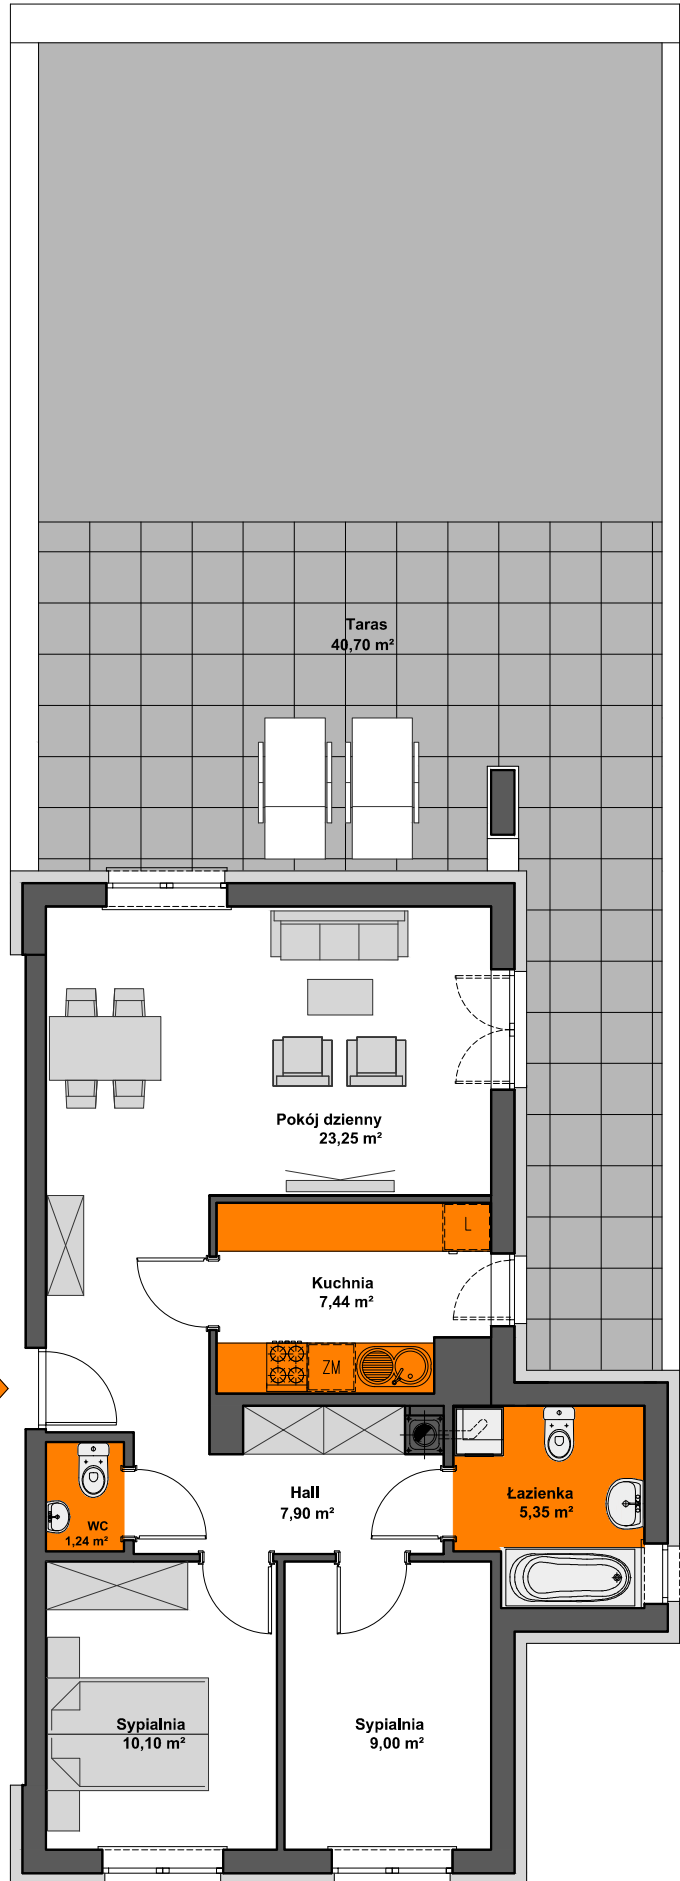 Taras
40,70 m²
Pokój dzienny
23,25 m²
L
Kuchnia
7,44 m²
ZM
Hall
7,90 m²
Łazienka
5,35 m²
WC
1,24 m²
Sypialnia
10,10 m²
Sypialnia
9,00 m²